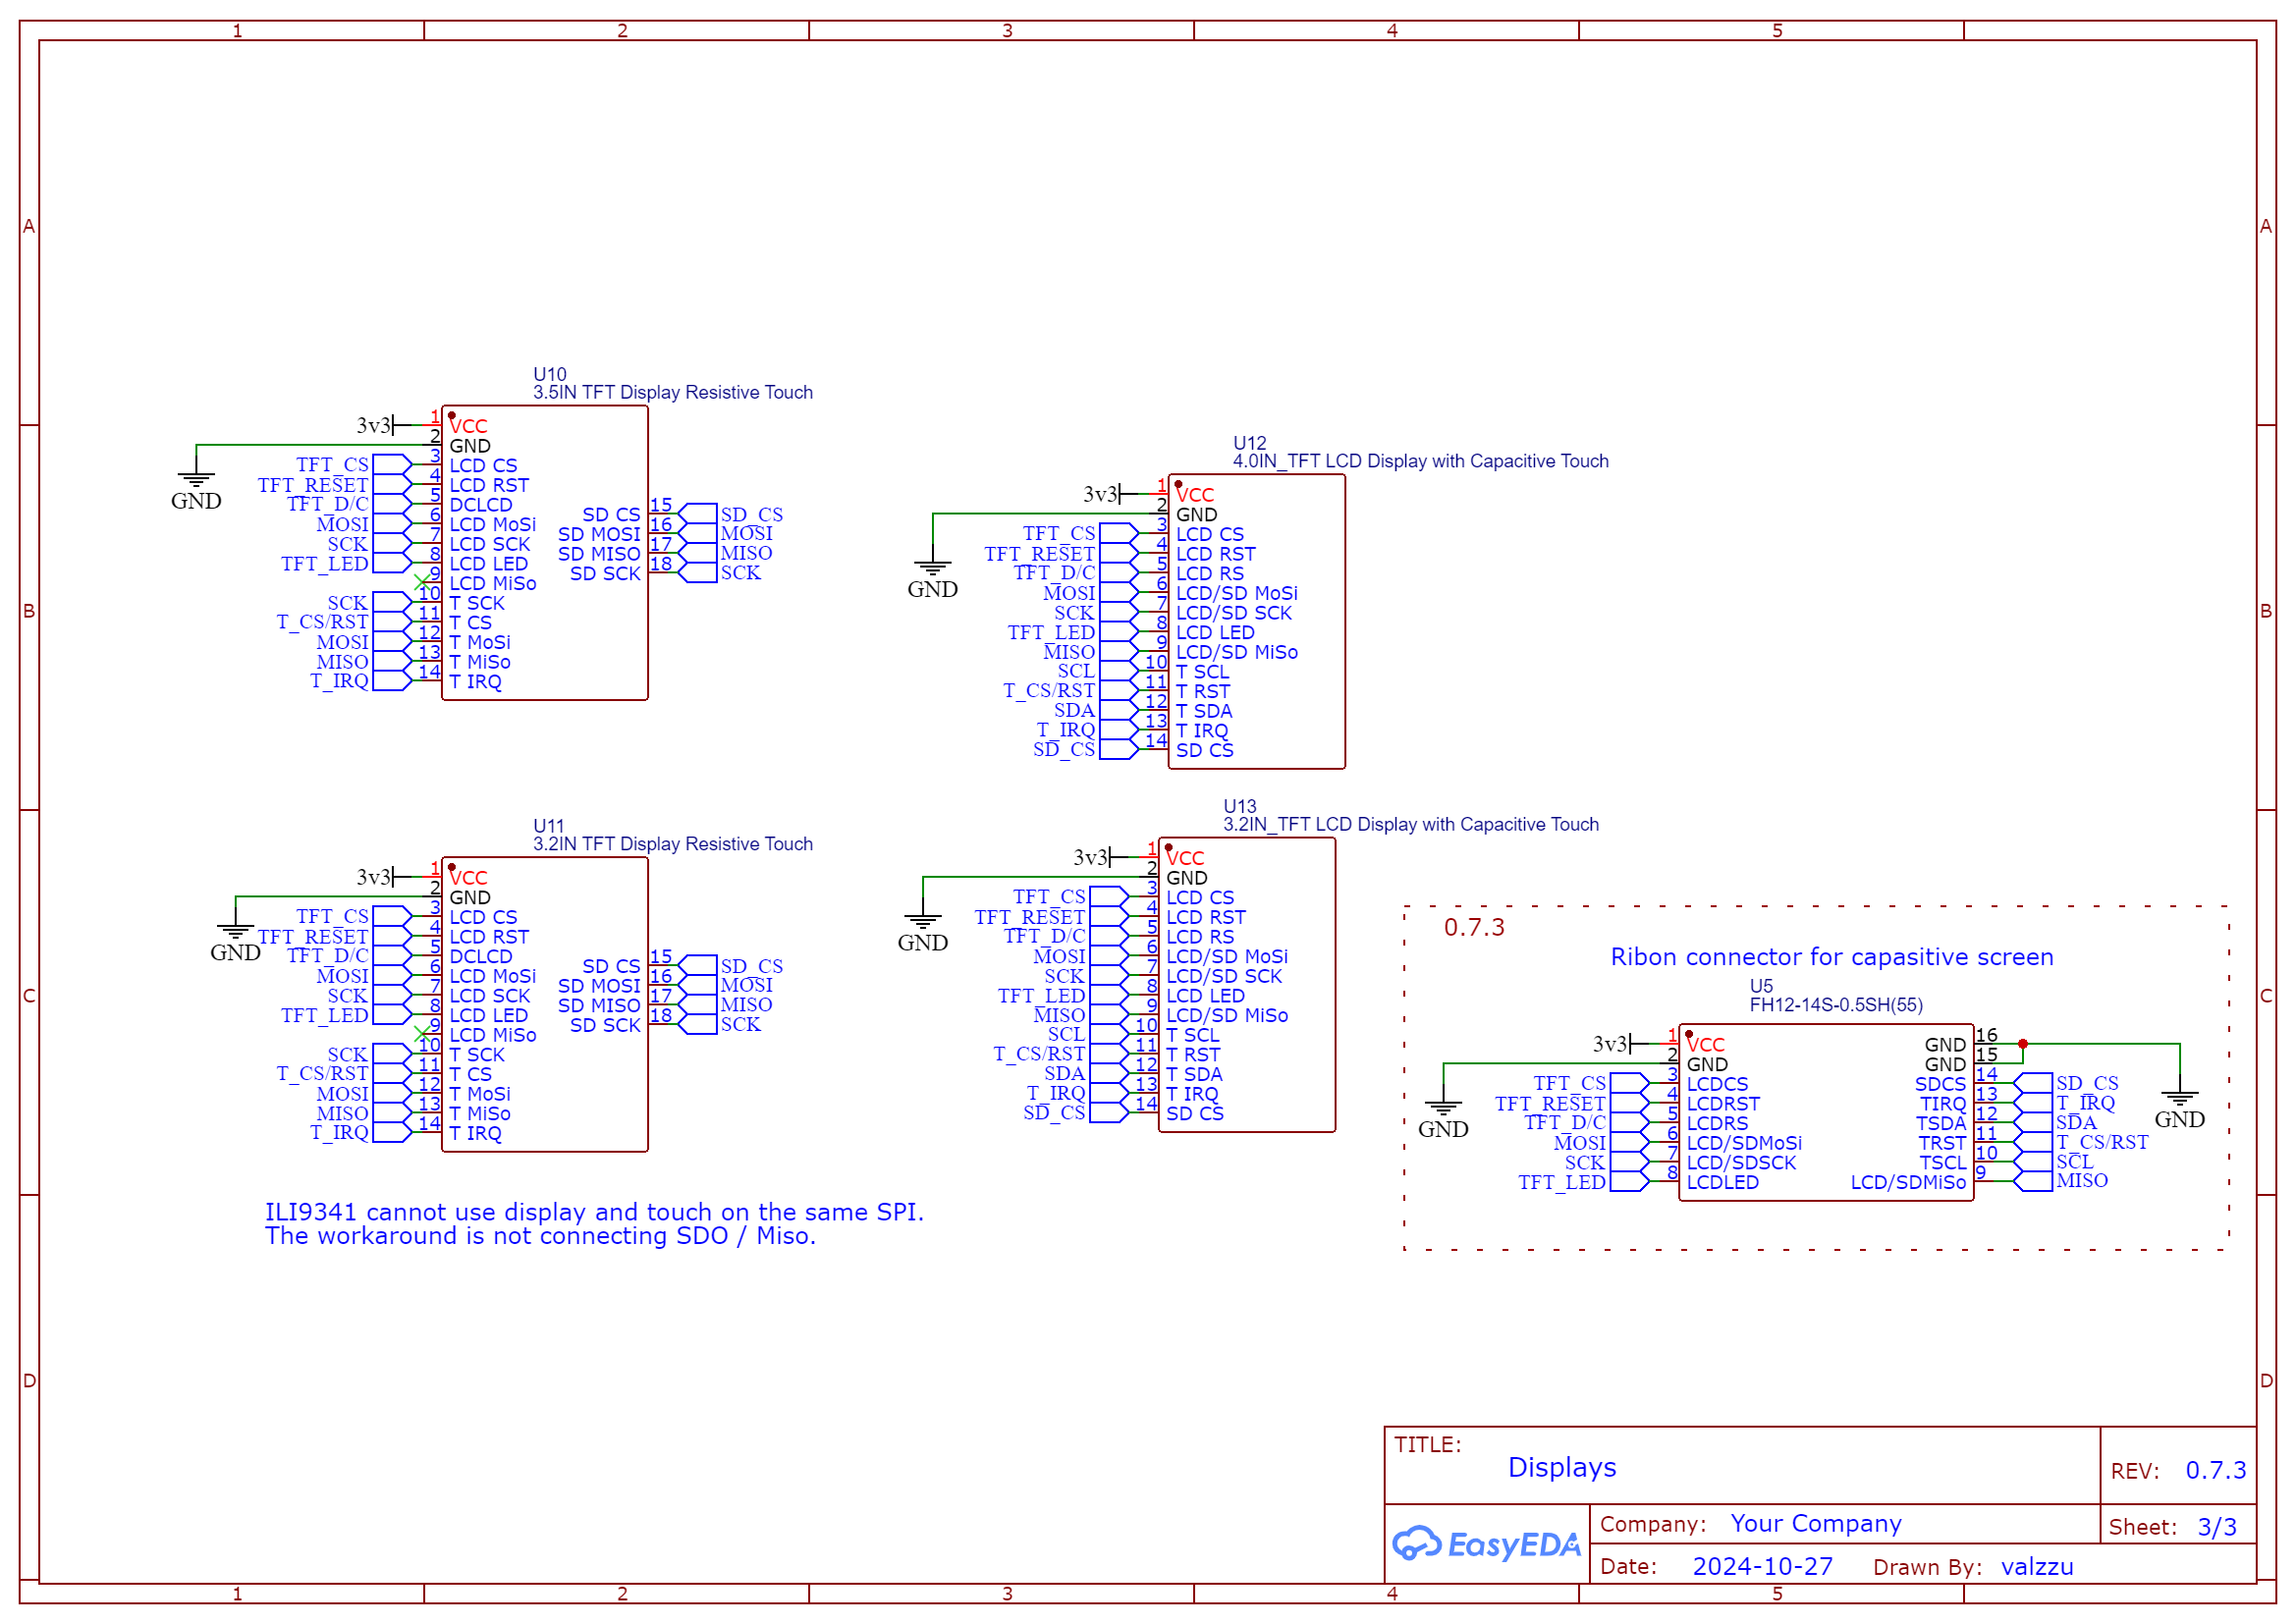 1 2 3 4 5
A A
B B
C C
D D
U10
3.5IN TFT Display Resistive Touch
3v3 1 VCC
2 GND
GND
TFT_CS 3 LCD CS
TFT_RESET 4 LCD RST
TFT_D/C 5 DCLCD
MOSI 6 LCD MoSi
SCK 7 LCD SCK
TFT_LED 8 LCD LED
9 LCD MiSo
SCK 10 T SCK
T_CS/RST 11 T CS
MOSI 12 T MoSi
MISO 13 T MiSo
T_IRQ 14 T IRQ
SD CS 15 SD_CS
SD MOSI 16 MOSI
SD MISO 17 MISO
SD SCK 18 SCK
U12
4.0IN_TFT LCD Display with Capacitive Touch
3v3 1 VCC
2 GND
GND
TFT_CS 3 LCD CS
TFT_RESET 4 LCD RST
TFT_D/C 5 LCD RS
MOSI 6 LCD/SD MoSi
SCK 7 LCD/SD SCK
TFT_LED 8 LCD LED
MISO 9 LCD/SD MiSo
SCL 10 T SCL
T_CS/RST 11 T RST
SDA 12 T SDA
T_IRQ 13 T IRQ
SD_CS 14 SD CS
U11
3.2IN TFT Display Resistive Touch
3v3 1 VCC
2 GND
GND
TFT_CS 3 LCD CS
TFT_RESET 4 LCD RST
TFT_D/C 5 DCLCD
MOSI 6 LCD MoSi
SCK 7 LCD SCK
TFT_LED 8 LCD LED
9 LCD MiSo
SCK 10 T SCK
T_CS/RST 11 T CS
MOSI 12 T MoSi
MISO 13 T MiSo
T_IRQ 14 T IRQ
SD CS 15 SD_CS
SD MOSI 16 MOSI
SD MISO 17 MISO
SD SCK 18 SCK
ILI9341 cannot use display and touch on the same SPI.
The workaround is not connecting SDO / Miso.
U13
3.2IN_TFT LCD Display with Capacitive Touch
3v3 1 VCC
2 GND
GND
TFT_CS 3 LCD CS
TFT_RESET 4 LCD RST
TFT_D/C 5 LCD RS
MOSI 6 LCD/SD MoSi
SCK 7 LCD/SD SCK
TFT_LED 8 LCD LED
MISO 9 LCD/SD MiSo
SCL 10 T SCL
T_CS/RST 11 T RST
SDA 12 T SDA
T_IRQ 13 T IRQ
SD_CS 14 SD CS
0.7.3
Ribon connector for capasitive screen
U5
FH12-14S-0.5SH(55)
3v3 1 VCC GND 16
2 GND GND 15
GND GND
TFT_CS 3 LCDCS SDCS 14 SD_CS
TFT_RESET 4 LCDRST TIRQ 13 T_IRQ
TFT_D/C 5 LCDRS TSDA 12 SDA
MOSI 6 LCD/SDMoSi TRST 11 T_CS/RST
SCK 7 LCD/SDSCK TSCL 10 SCL
TFT_LED 8 LCDLED LCD/SDMiSo 9 MISO
TITLE:
Displays
REV: 0.7.3
EasyEDA
Company: Your Company
Sheet: 3/3
Date: 2024-10-27 Drawn By: valzzu
1 2 3 4 5